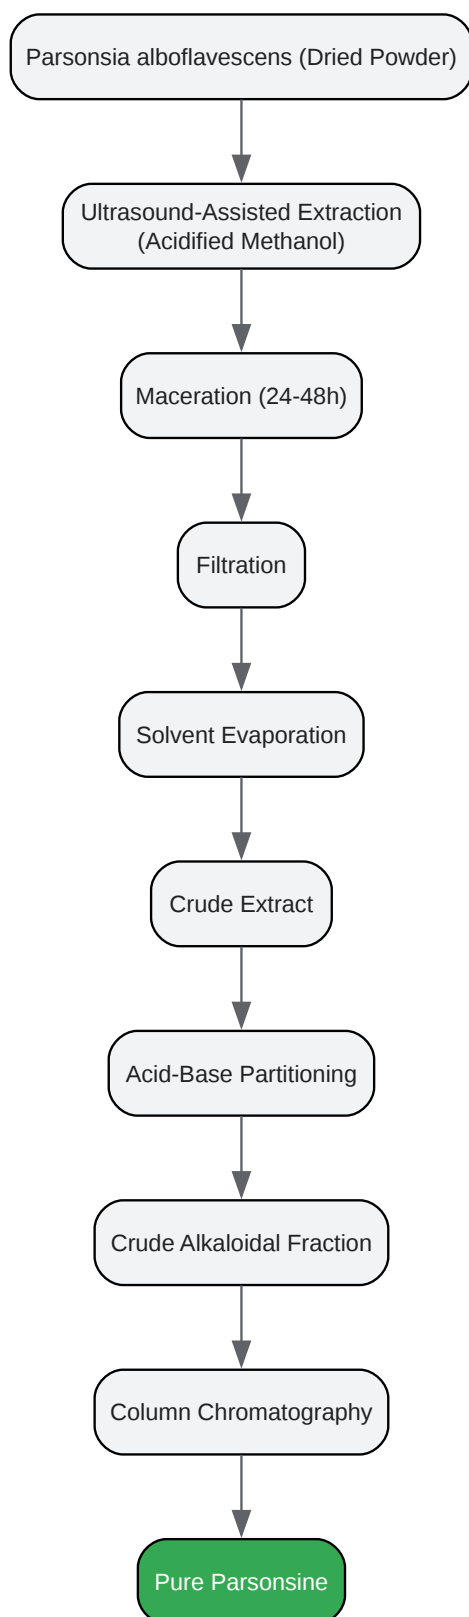 Parsonsia alboflavescens (Dried Powder)
Ultrasound-Assisted Extraction
(Acidified Methanol)
Maceration (24-48h)
Filtration
Solvent Evaporation
Crude Extract
Acid-Base Partitioning
Crude Alkaloidal Fraction
Column Chromatography
Pure Parsonsine